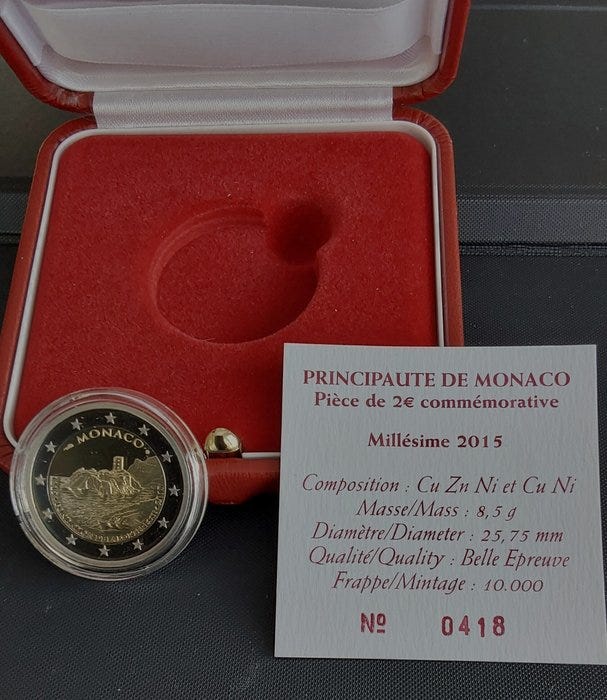 MONACO
PRINCIPAUTE DE MONACO
Pièce de 2€ commémorative
Millésime 2015
Composition : Cu Zn Ni et Cu Ni
Masse/Mass : 8,5 g
Diamètre/Diameter : 25,75 mm
Qualité/Quality : Belle Epreuve
Frappe/Mintage : 10.000
Nº 0418